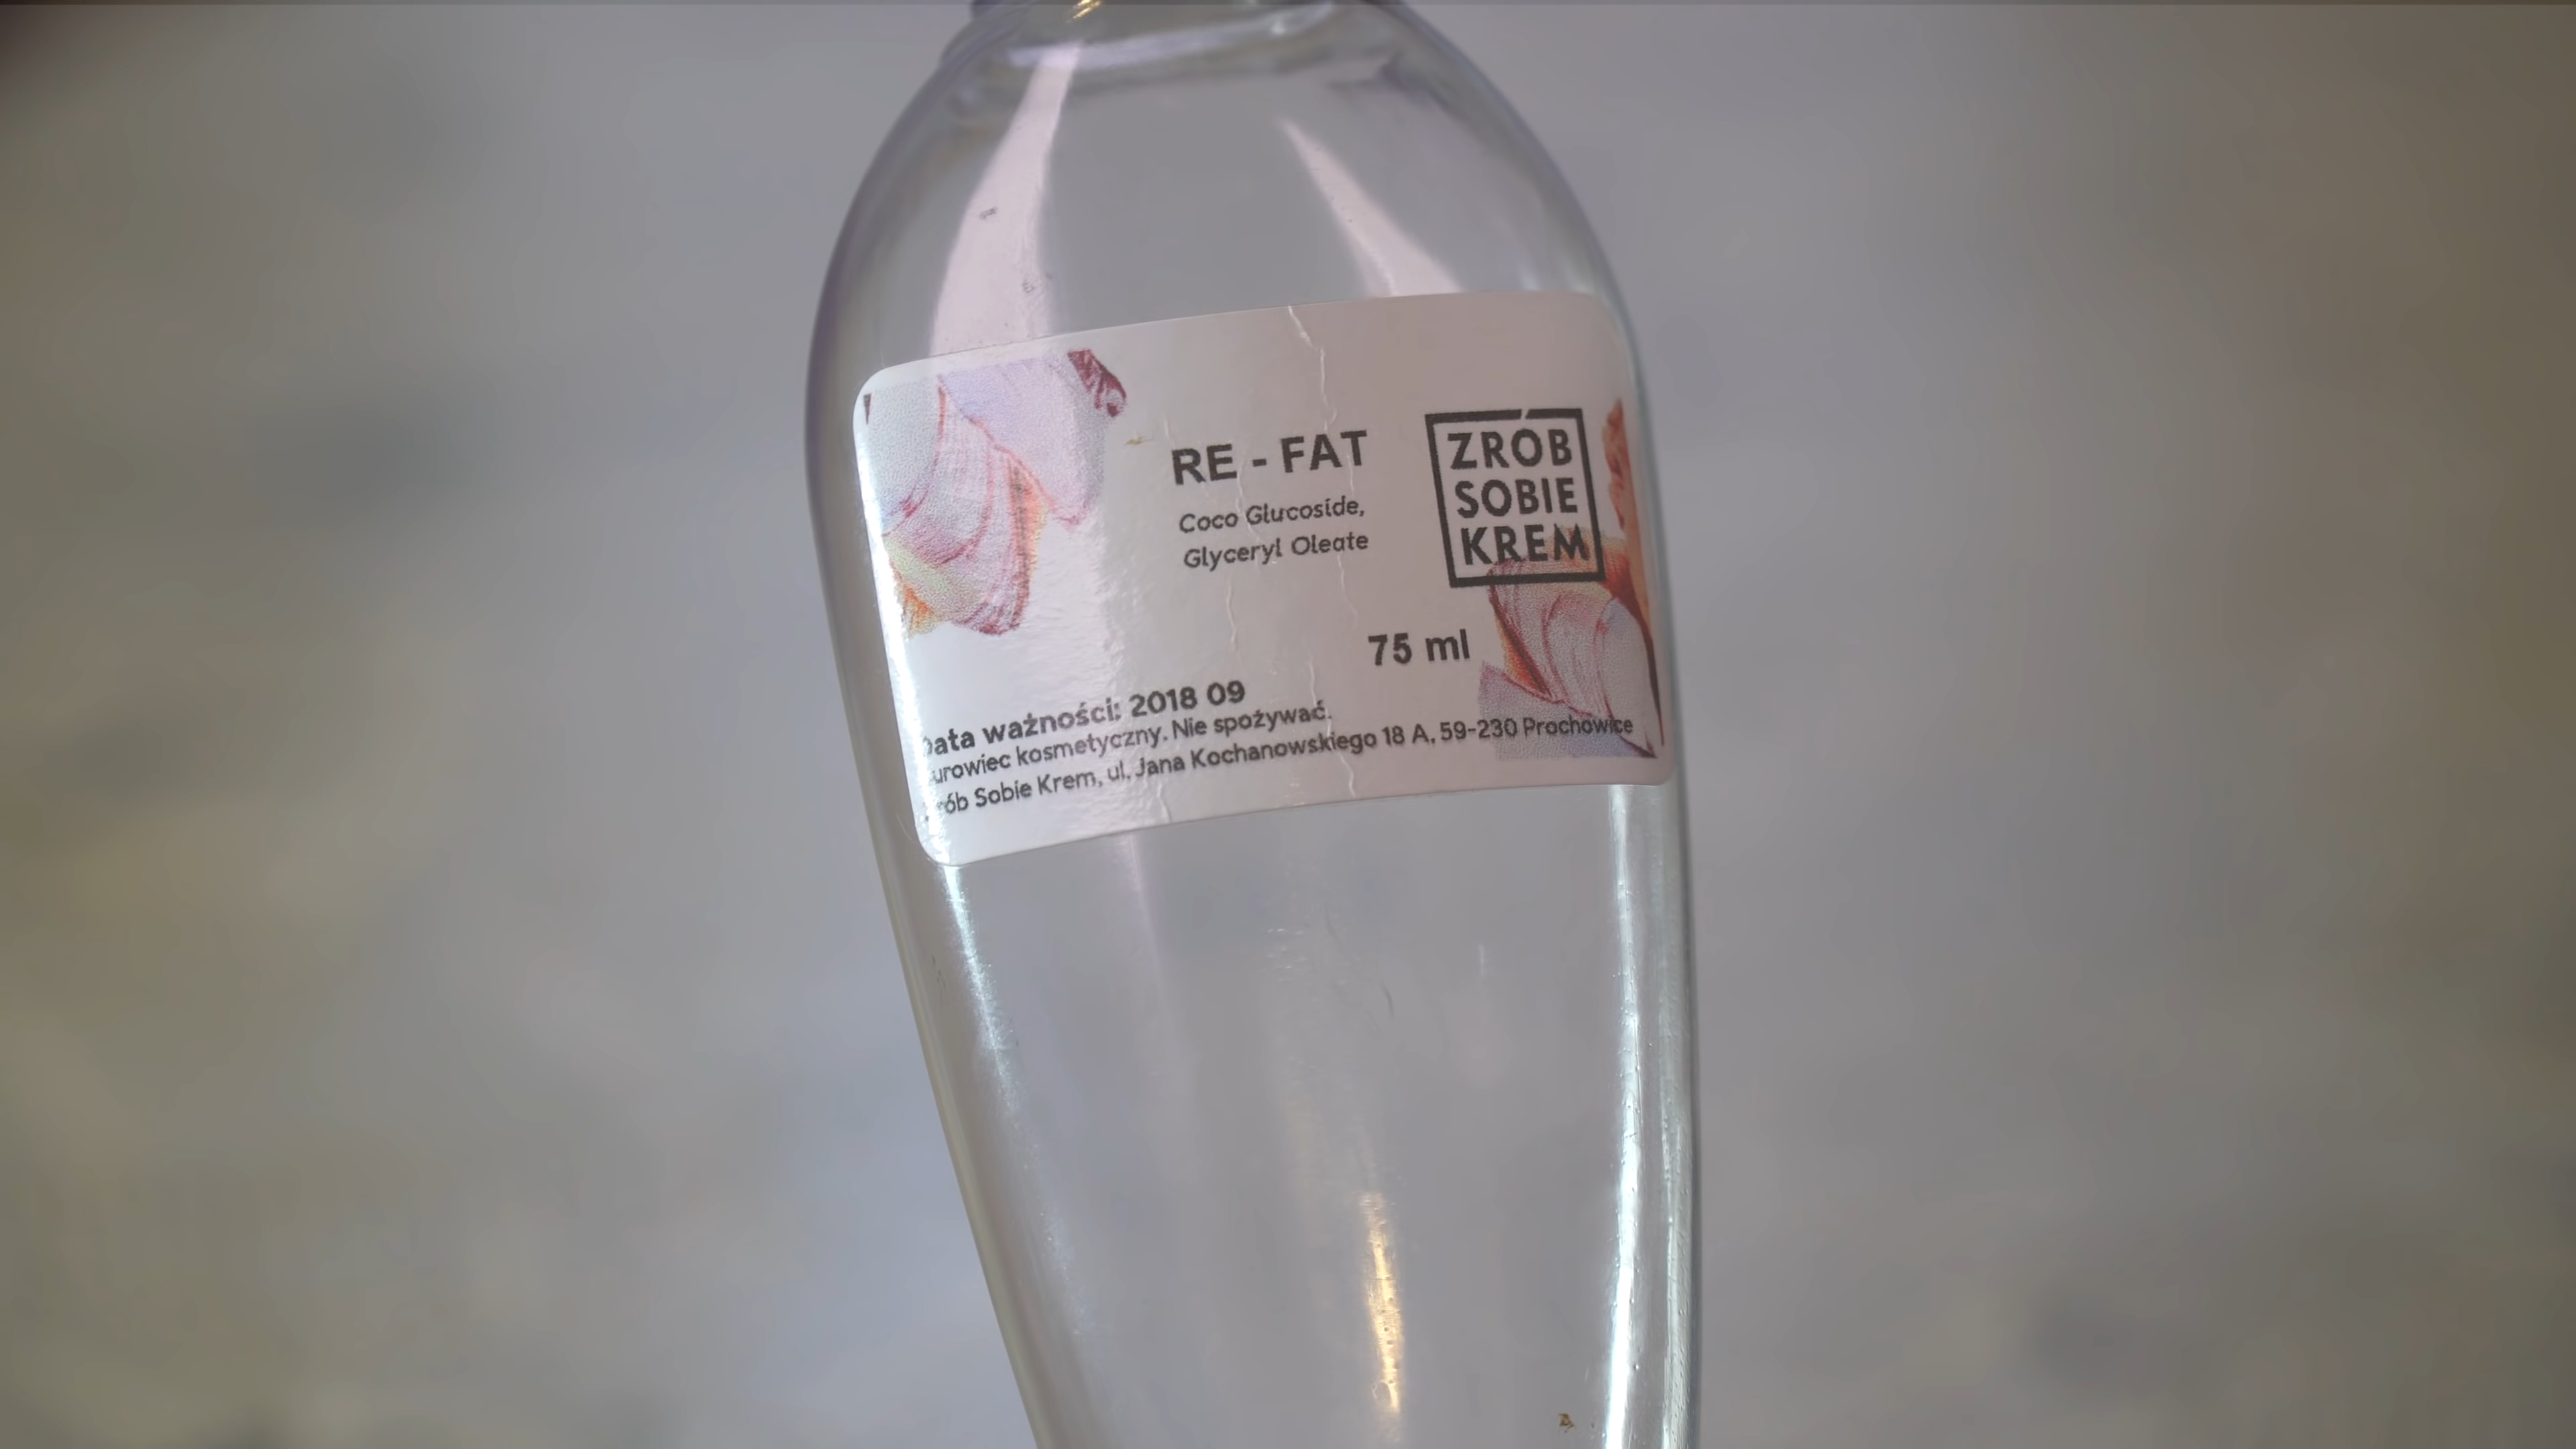 RE - FAT
Coco Glucoside,
Glyceryl Oleate
ZRÓB
SOBIE
KREM
75 ml
Data ważności: 2018 09
urowiec kosmetyczny. Nie spożywać.
rób Sobie Krem, ul. Jana Kochanowskiego 18 A, 59-230 Prochowice